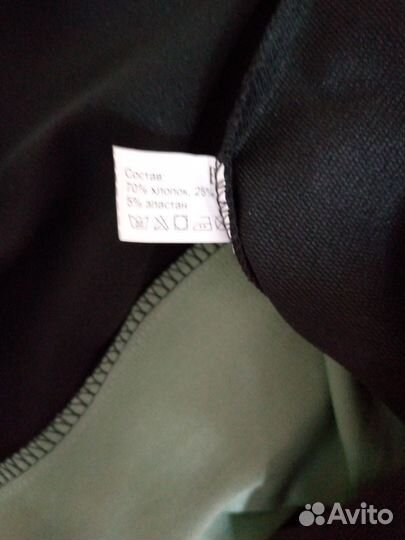 Состав
70% хлопок, 25%
5% эластан
Avito